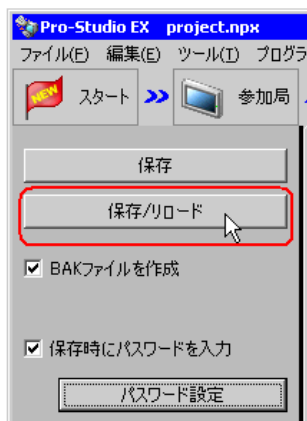 Pro-Studio EX project.npx
ファイル(F) 編集(E) ツール(T) プログラ
NEW スタート 参加局
保存
保存/リロード
BAKファイルを作成
保存時にパスワードを入力
パスワード設定